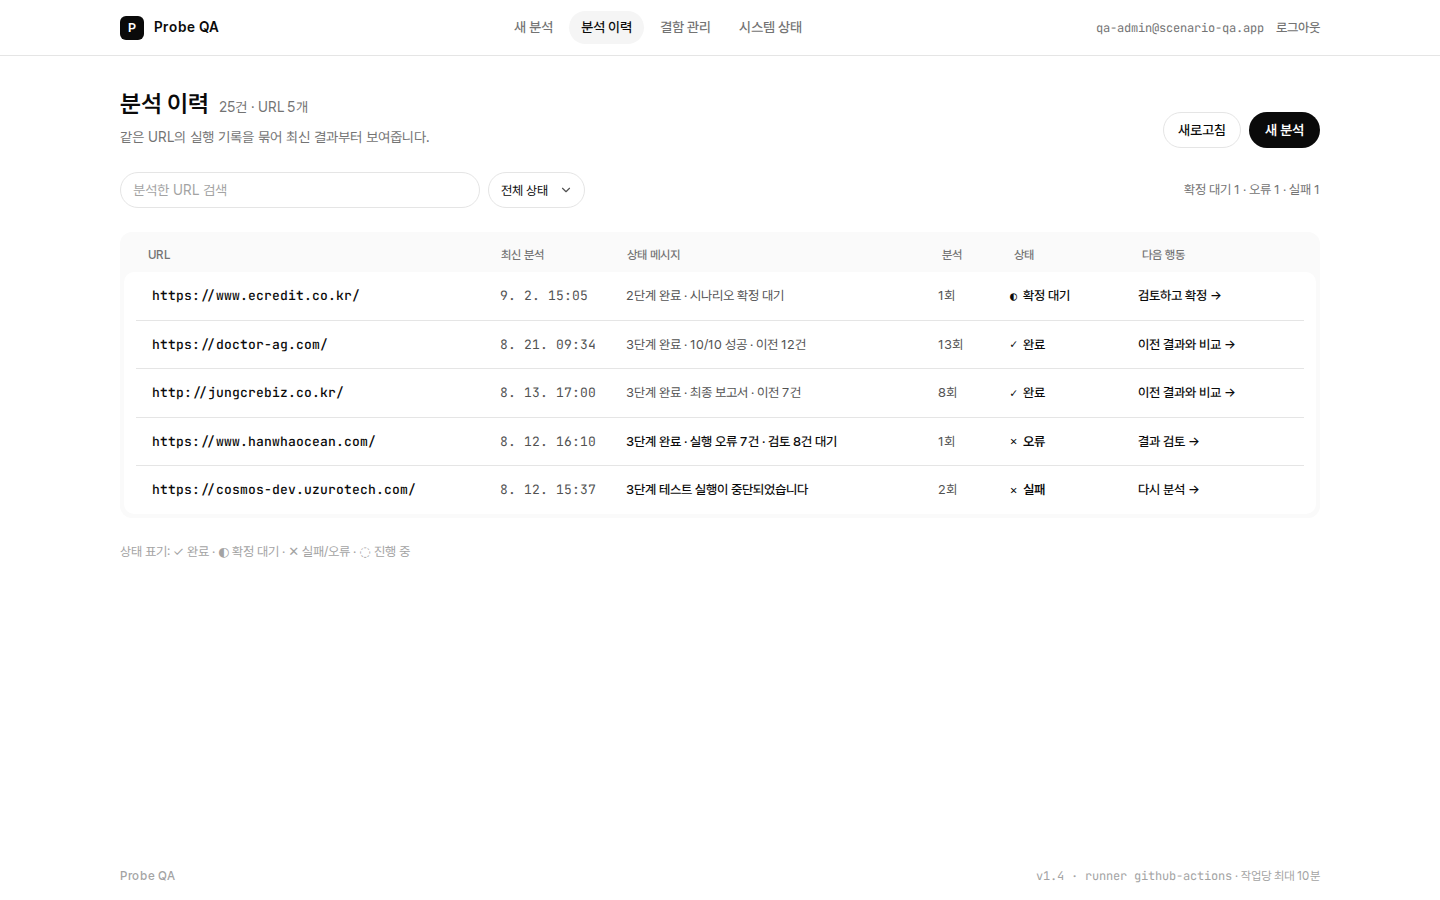 P Probe QA 새 분석 분석 이력 결함 관리 시스템 상태 qa-admin@scenario-qa.app 로그아웃
분석 이력 25건 · URL 5개
같은 URL의 실행 기록을 묶어 최신 결과부터 보여줍니다.
새로고침 새 분석
분석한 URL 검색 전체 상태 확정 대기 1 · 오류 1 · 실패 1
URL 최신 분석 상태 메시지 분석 상태 다음 행동
https://www.ecredit.co.kr/ 9. 2. 15:05 2단계 완료 · 시나리오 확정 대기 1회 ◐ 확정 대기 검토하고 확정 →
https://doctor-ag.com/ 8. 21. 09:34 3단계 완료 · 10/10 성공 · 이전 12건 13회 ✓ 완료 이전 결과와 비교 →
http://jungcrebiz.co.kr/ 8. 13. 17:00 3단계 완료 · 최종 보고서 · 이전 7건 8회 ✓ 완료 이전 결과와 비교 →
https://www.hanwhaocean.com/ 8. 12. 16:10 3단계 완료 · 실행 오류 7건 · 검토 8건 대기 1회 ✕ 오류 결과 검토 →
https://cosmos-dev.uzurotech.com/ 8. 12. 15:37 3단계 테스트 실행이 중단되었습니다 2회 ✕ 실패 다시 분석 →
상태 표기: ✓ 완료 · ◐ 확정 대기 · ✕ 실패/오류 · ◌ 진행 중
Probe QA v1.4 · runner github-actions · 작업당 최대 10분